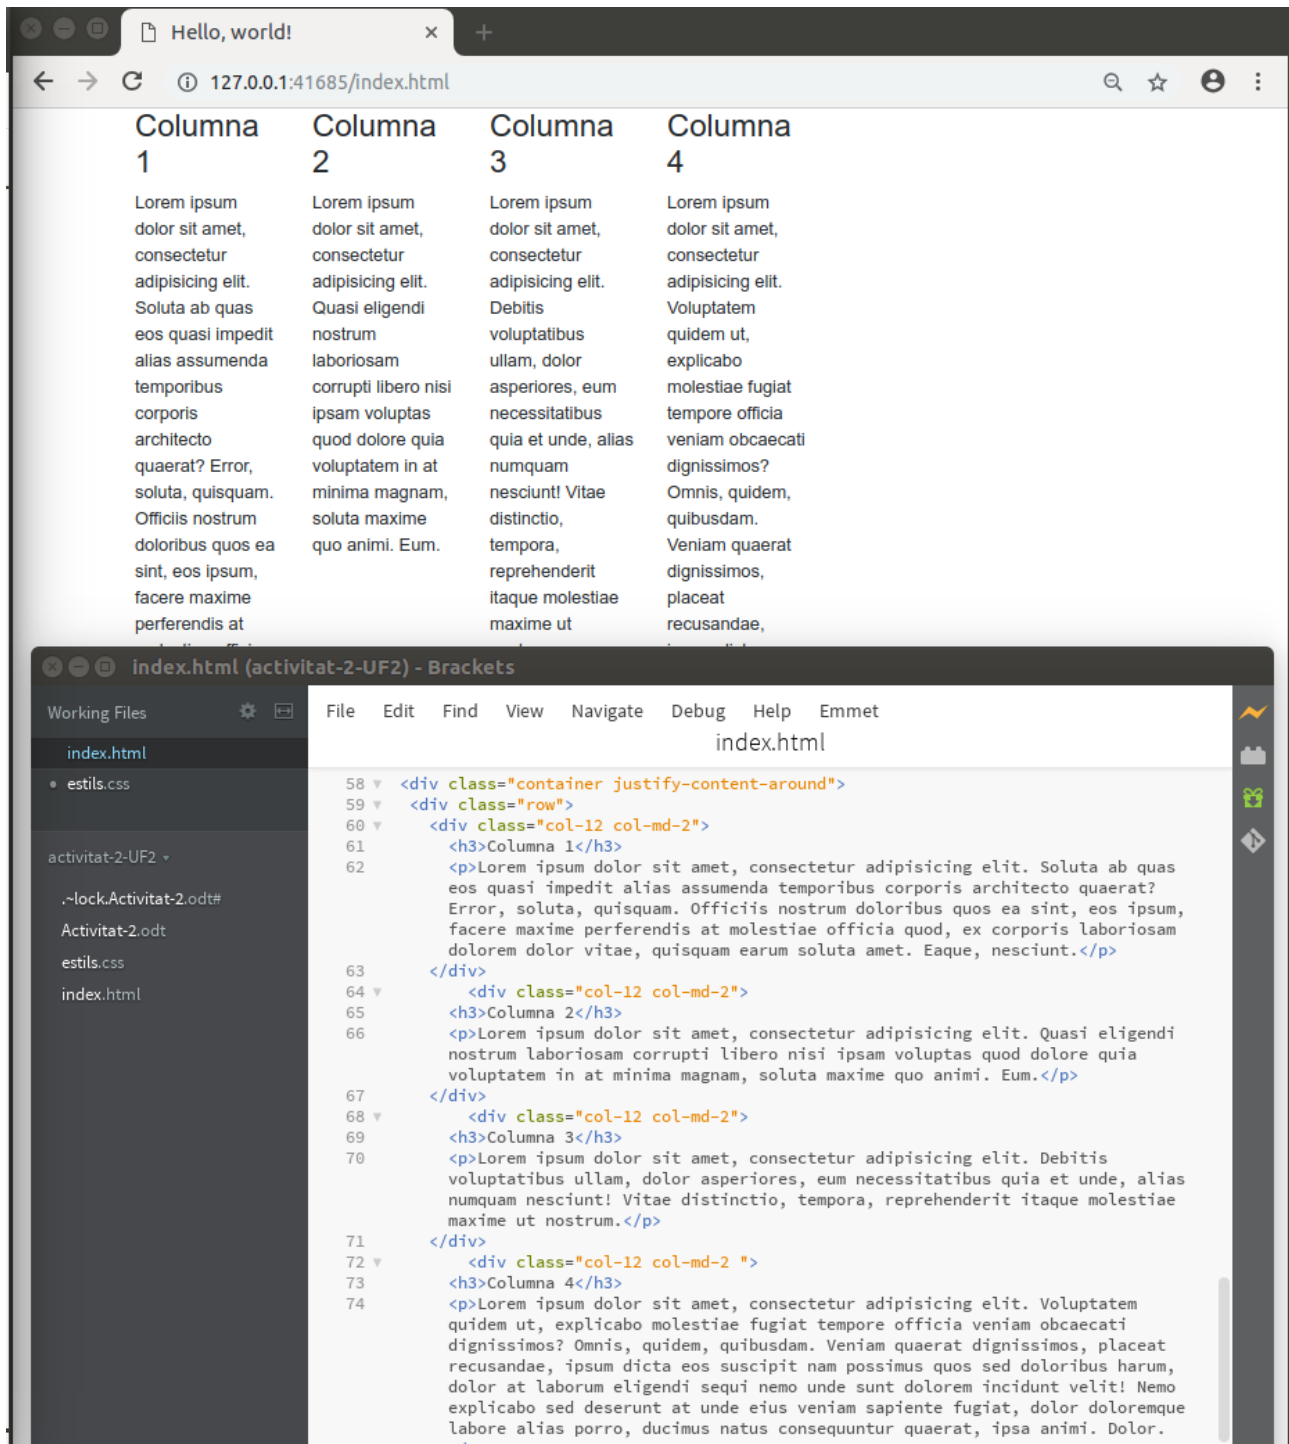 Hello, world!
127.0.0.1:41685/index.html
Columna 1
Lorem ipsum
dolor sit amet,
consectetur
adipisicing elit.
Soluta ab quas
eos quasi impedit
alias assumenda
temporibus
corporis
architecto
quaerat? Error,
soluta, quisquam.
Officiis nostrum
doloribus quos ea
sint, eos ipsum,
facere maxime
perferendis at
Columna 2
Lorem ipsum
dolor sit amet,
consectetur
adipisicing elit.
Quasi eligendi
nostrum
laboriosam
corrupti libero nisi
ipsam voluptas
quod dolore quia
voluptatem in at
minima magnam,
soluta maxime
quo animi. Eum.
Columna 3
Lorem ipsum
dolor sit amet,
consectetur
adipisicing elit.
Debitis
voluptatibus
ullam, dolor
asperiores, eum
necessitatibus
quia et unde, alias
numquam
nesciunt! Vitae
distinctio,
tempora,
reprehenderit
itaque molestiae
maxime ut
Columna 4
Lorem ipsum
dolor sit amet,
consectetur
adipisicing elit.
Voluptatem
quidem ut,
explicabo
molestiae fugiat
tempore officia
veniam obcaecati
dignissimos?
Omnis, quidem,
quibusdam.
Veniam quaerat
dignissimos,
placeat
recusandae,
index.html (activitat-2-UF2) - Brackets
Working Files
index.html
estils.css
activitat-2-UF2
.~lock.Activitat-2.odt#
Activitat-2.odt
estils.css
index.html
File Edit Find View Navigate Debug Help Emmet
index.html
58 <div class="container justify-content-around">
59 <div class="row">
60 <div class="col-12 col-md-2">
61 <h3>Columna 1</h3>
62 <p>Lorem ipsum dolor sit amet, consectetur adipisicing elit. Soluta ab quas
eos quasi impedit alias assumenda temporibus corporis architecto quaerat?
Error, soluta, quisquam. Officiis nostrum doloribus quos ea sint, eos ipsum,
facere maxime perferendis at molestiae officia quod, ex corporis laboriosam
dolorem dolor vitae, quisquam earum soluta amet. Eaque, nesciunt.</p>
63 </div>
64 <div class="col-12 col-md-2">
65 <h3>Columna 2</h3>
66 <p>Lorem ipsum dolor sit amet, consectetur adipisicing elit. Quasi eligendi
nostrum laboriosam corrupti libero nisi ipsam voluptas quod dolore quia
voluptatem in at minima magnam, soluta maxime quo animi. Eum.</p>
67 </div>
68 <div class="col-12 col-md-2">
69 <h3>Columna 3</h3>
70 <p>Lorem ipsum dolor sit amet, consectetur adipisicing elit. Debitis
voluptatibus ullam, dolor asperiores, eum necessitatibus quia et unde, alias
numquam nesciunt! Vitae distinctio, tempora, reprehenderit itaque molestiae
maxime ut nostrum.</p>
71 </div>
72 <div class="col-12 col-md-2 ">
73 <h3>Columna 4</h3>
74 <p>Lorem ipsum dolor sit amet, consectetur adipisicing elit. Voluptatem
quidem ut, explicabo molestiae fugiat tempore officia veniam obcaecati
dignissimos? Omnis, quidem, quibusdam. Veniam quaerat dignissimos, placeat
recusandae, ipsum dicta eos suscipit nam possimus quos sed doloribus harum,
dolor at laborum eligendi sequi nemo unde sunt dolorem incidunt velit! Nemo
explicabo sed deserunt at unde eius veniam sapiente fugiat, dolor doloremque
labore alias porro, ducimus natus consequuntur quaerat, ipsa animi. Dolor.